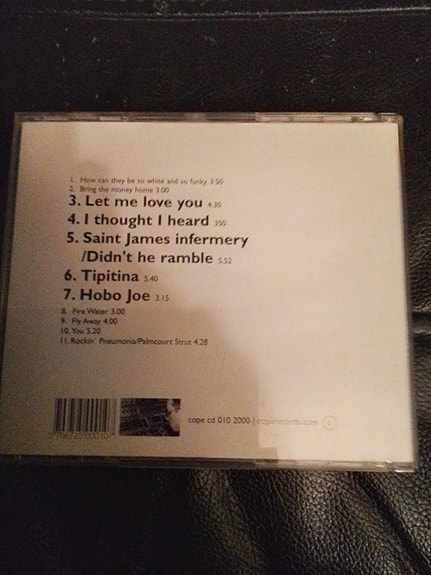 1. How can they be so white and so funky 3.50
2. Bring the money home 3.00
3. Let me love you 4.30
4. I thought I heard 350
5. Saint James infermery
/Didn't he ramble 5.52
6. Tipitina 5.40
7. Hobo Joe 3.15
8. Fire Water 3.00
9. Fly Away 4.00
10. You 5.20
11. Rockin' Pneumonia/Palmcourt Strut 4.28
cope cd 010 2000 | coperecords.com